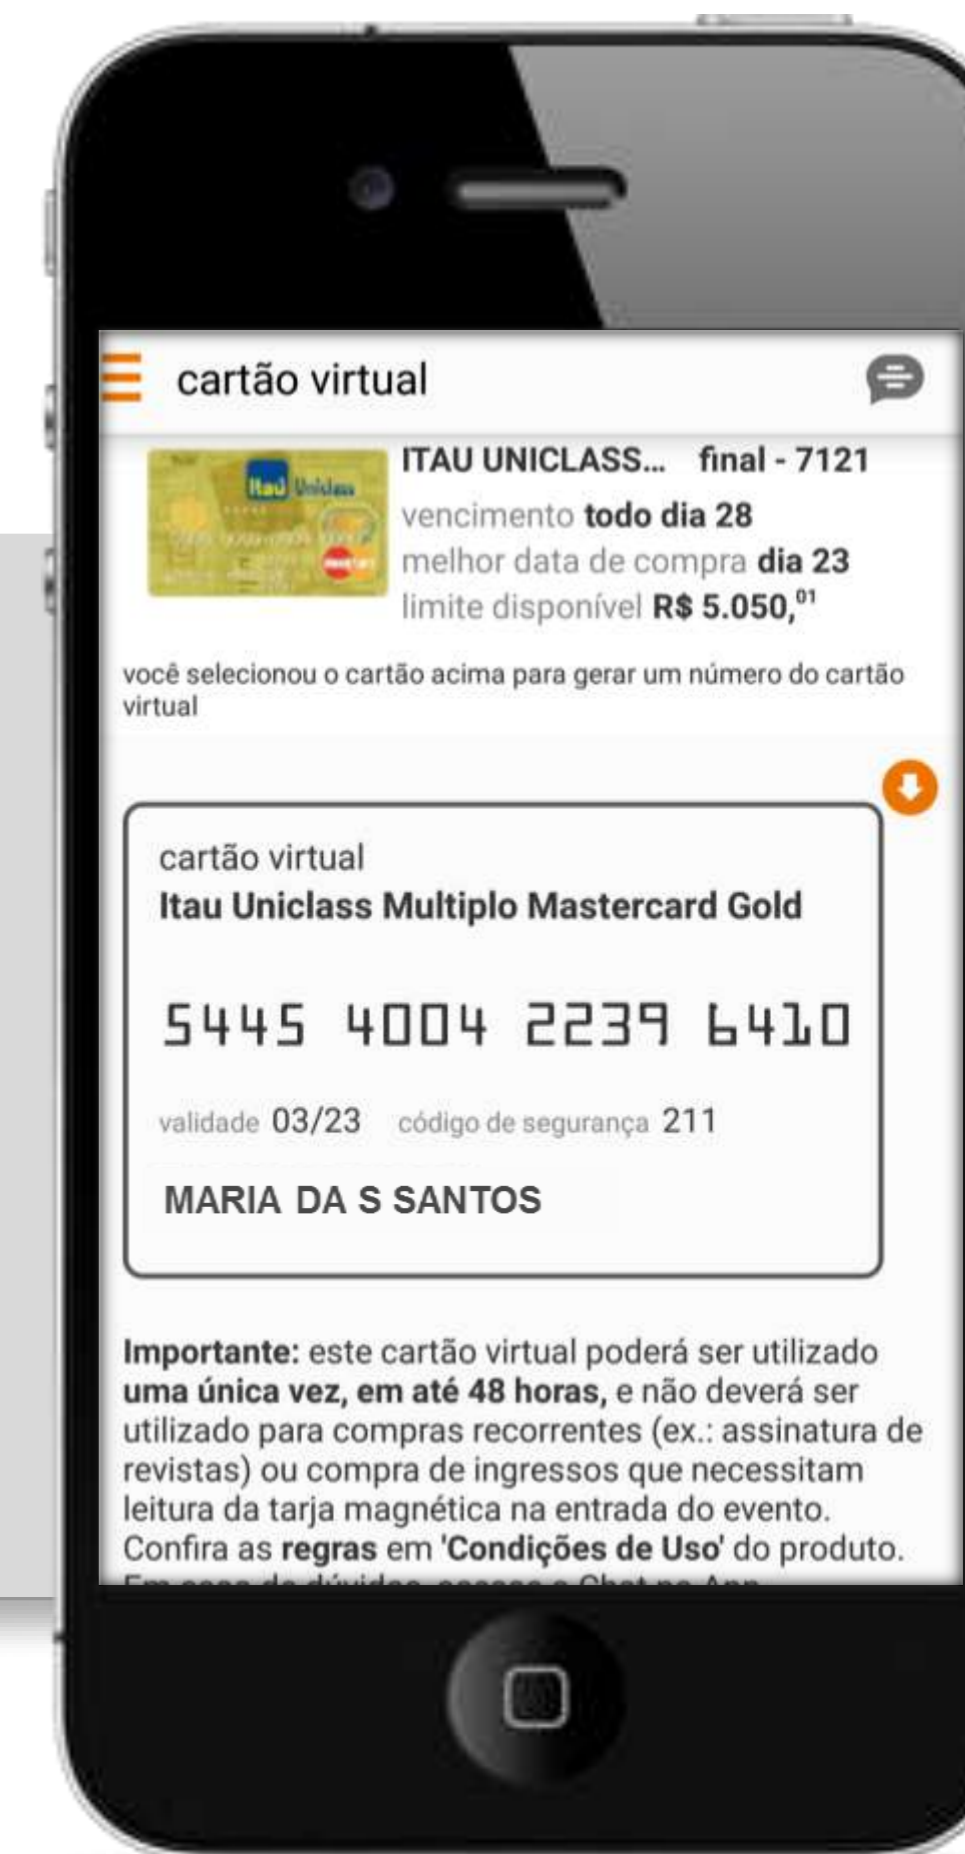 cartão virtual
Itaú Uniclass
ITAU UNICLASS... final - 7121
vencimento todo dia 28
melhor data de compra dia 23
limite disponível R$ 5.050,01
você selecionou o cartão acima para gerar um número do cartão
virtual
cartão virtual
Itau Uniclass Multiplo Mastercard Gold
5445 4004 2239 6410
validade 03/23 código de segurança 211
MARIA DA S SANTOS
Importante: este cartão virtual poderá ser utilizado
uma única vez, em até 48 horas, e não deverá ser
utilizado para compras recorrentes (ex.: assinatura de
revistas) ou compra de ingressos que necessitam
leitura da tarja magnética na entrada do evento.
Confira as regras em 'Condições de Uso' do produto.